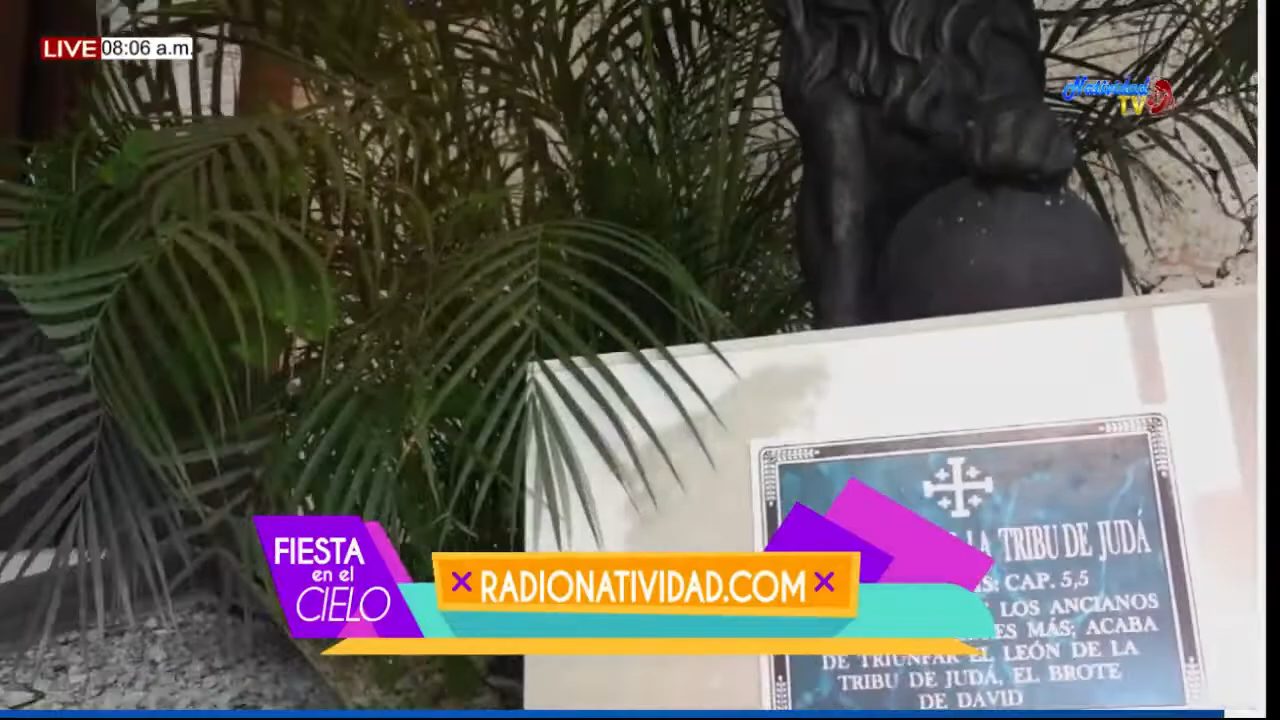 LIVE 08:06 a.m.
Natividad
TV
LA TRIBU DE JUDÁ
CAP. 5,5
LOS ANCIANOS
MÁS; ACABA
DE TRIUNFAR EL LEÓN DE LA
TRIBU DE JUDÁ, EL BROTE
DE DAVID
FIESTA
en el
CIELO
RADIONATIVIDAD.COM